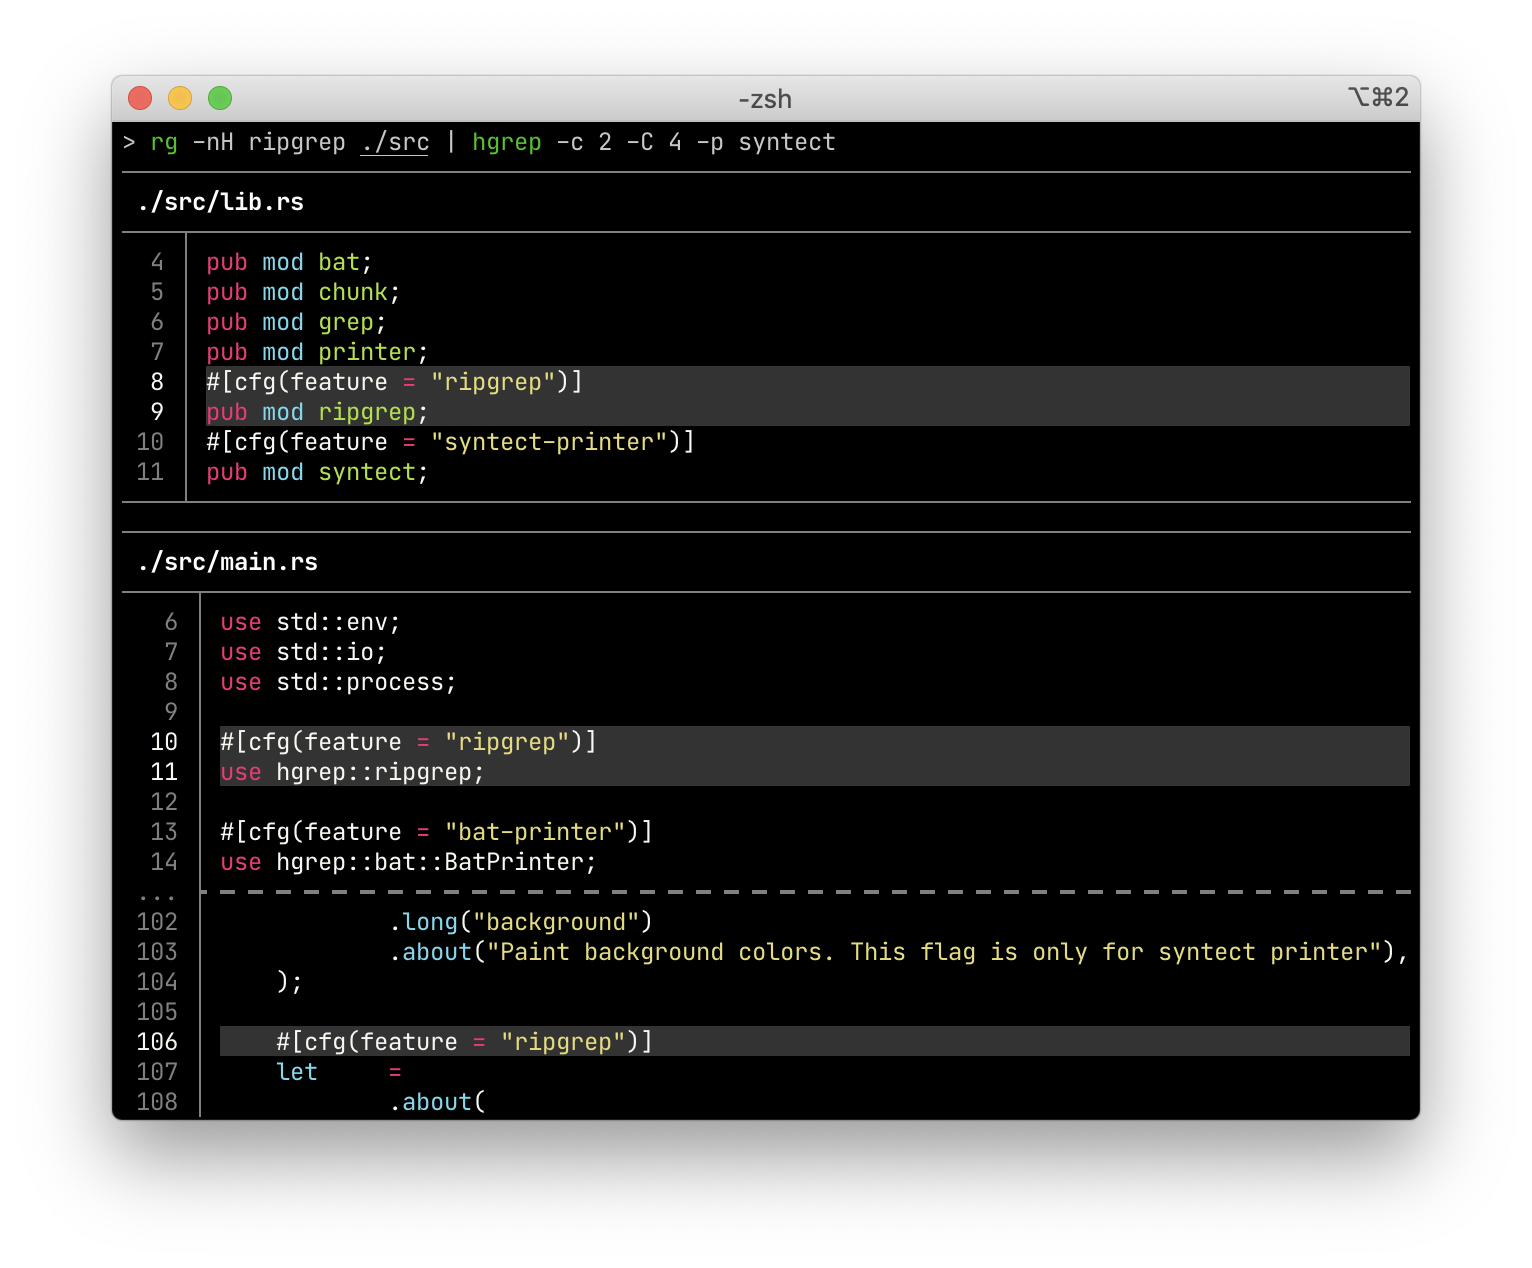 -zsh ⌥⌘2
> rg -nH ripgrep ./src | hgrep -c 2 -C 4 -p syntect
./src/lib.rs
4 pub mod bat;
5 pub mod chunk;
6 pub mod grep;
7 pub mod printer;
8 #[cfg(feature = "ripgrep")]
9 pub mod ripgrep;
10 #[cfg(feature = "syntect-printer")]
11 pub mod syntect;
./src/main.rs
6 use std::env;
7 use std::io;
8 use std::process;
9
10 #[cfg(feature = "ripgrep")]
11 use hgrep::ripgrep;
12
13 #[cfg(feature = "bat-printer")]
14 use hgrep::bat::BatPrinter;
...
102 .long("background")
103 .about("Paint background colors. This flag is only for syntect printer"),
104 );
105
106 #[cfg(feature = "ripgrep")]
107 let =
108 .about(